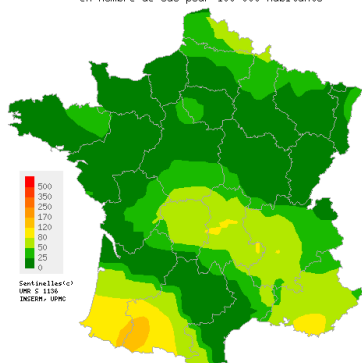 en nombre de cas pour 100 000 habitants
500
350
250
170
120
80
50
25
0
Sentinelles(c)
UMR S 1136
INSERM, UPMC